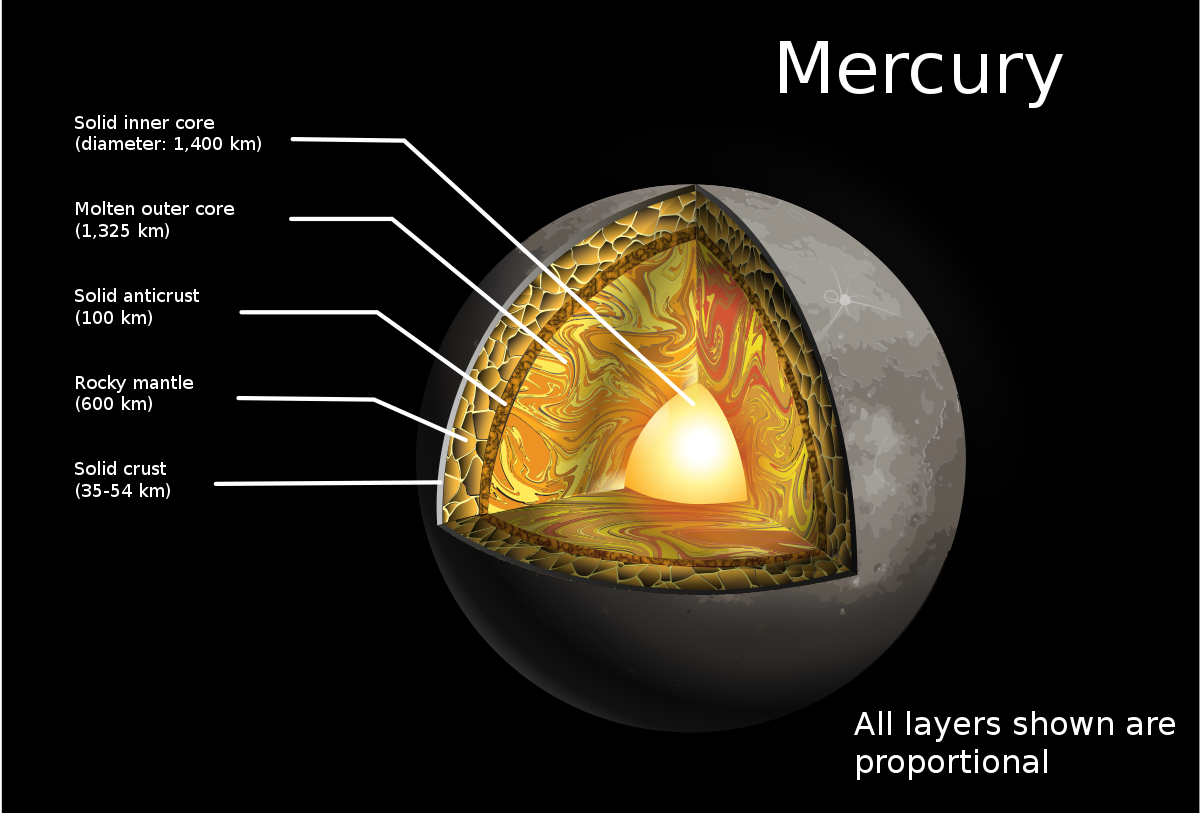 Mercury
Solid inner core
(diameter: 1,400 km)
Molten outer core
(1,325 km)
Solid anticrust
(100 km)
Rocky mantle
(600 km)
Solid crust
(35-54 km)
All layers shown are
proportional